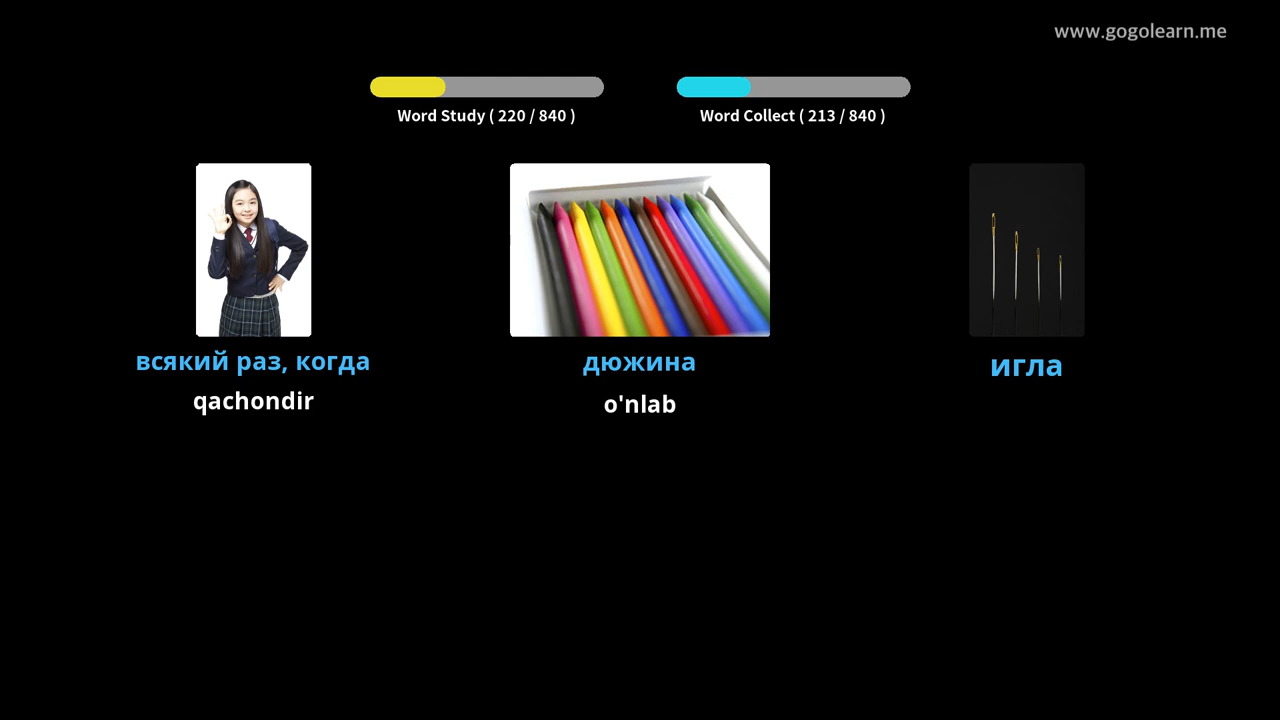 www.gogolearn.me
Word Study ( 220 / 840 )
Word Collect ( 213 / 840 )
всякий раз, когда
qachondir
дюжина
o'nlab
игла